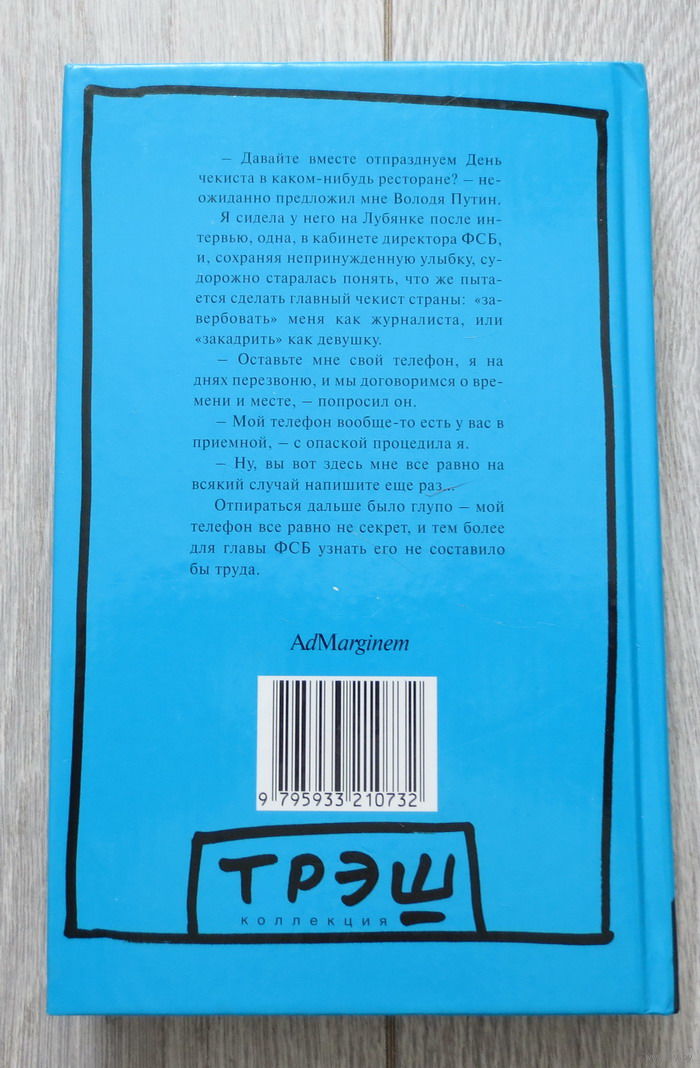 – Давайте вместе отпразднуем День
чекиста в каком-нибудь ресторане? – не-
ожиданно предложил мне Володя Путин.
Я сидела у него на Лубянке после ин-
тервью, одна, в кабинете директора ФСБ,
и, сохраняя непринужденную улыбку, су-
дорожно старалась понять, что же пыта-
ется сделать главный чекист страны: «за-
вербовать» меня как журналиста, или
«закадрить» как девушку.
– Оставьте мне свой телефон, я на
днях перезвоню, и мы договоримся о вре-
мени и месте, – попросил он.
– Мой телефон вообще-то есть у вас в
приемной, – с опаской процедила я.
– Ну, вы вот здесь мне все равно на
всякий случай напишите еще раз...
Отпираться дальше было глупо – мой
телефон все равно не секрет, и тем более
для главы ФСБ узнать его не составило
бы труда.
AdMarginem
9 795933 210732
ТРЭШ
коллекция